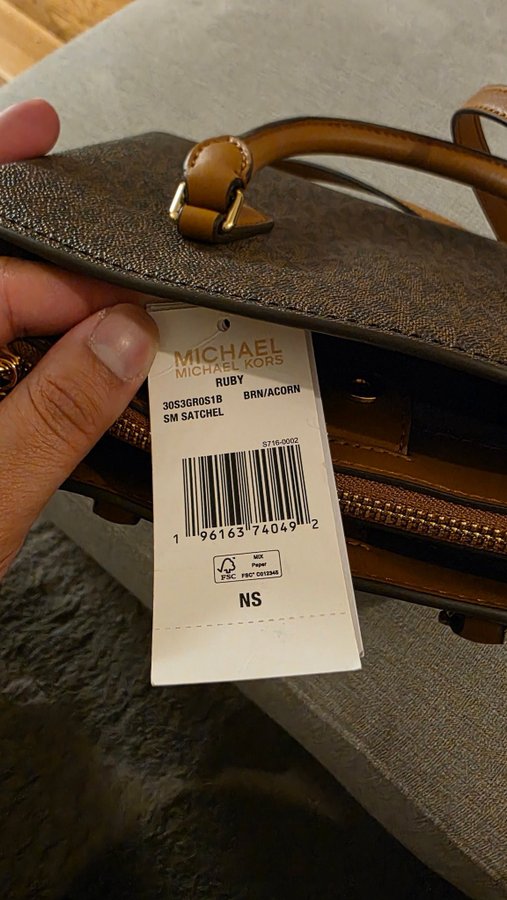 MICHAEL
MICHAEL KORS
RUBY
30S3GR0S1B BRN/ACORN
SM SATCHEL
S716-0002
1 96163 74049 2
FSC
MIX
Paper
FSC® C012345
NS